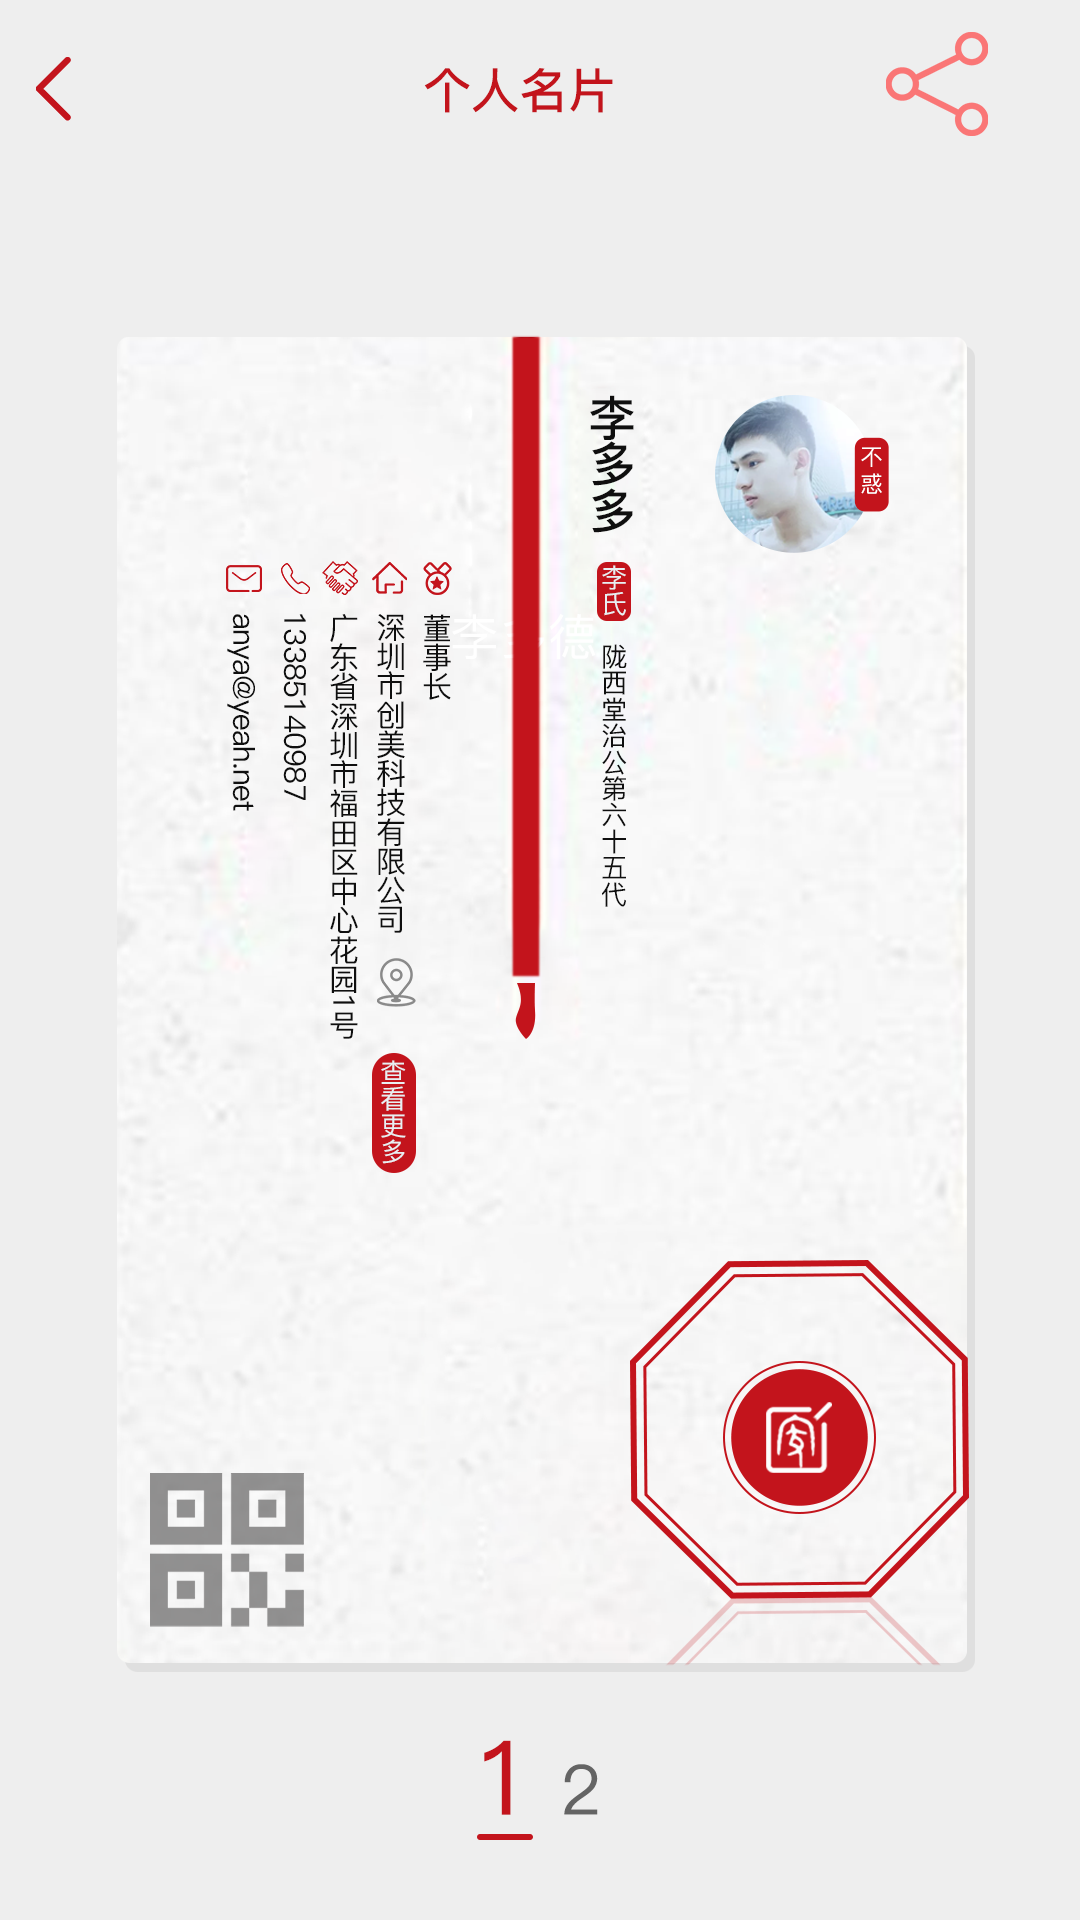 个人名片
不惑
李多多
李氏
陇西堂治公第六十五代
李多德
董事长
深圳市创美科技有限公司
广东省深圳市福田区中心花园1号
13385140987
anya@yeah.net
查看更多
1
2